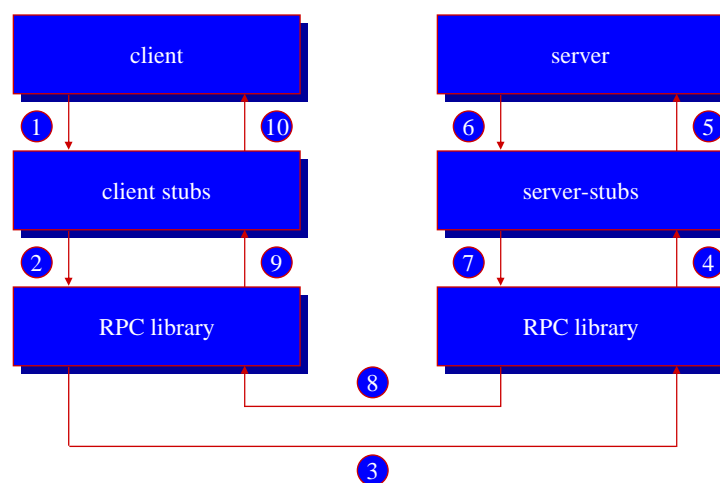 client
server
1
10
6
5
client stubs
server-stubs
2
9
7
4
RPC library
RPC library
8
3